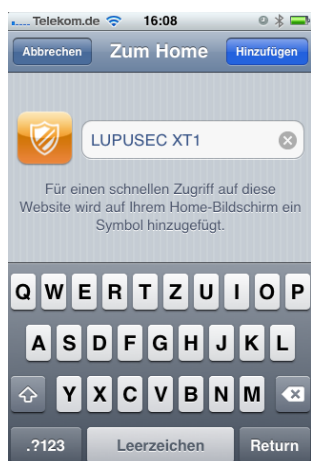 Telekom.de 16:08
Abbrechen Zum Home Hinzufügen
LUPUSEC XT1
Für einen schnellen Zugriff auf diese
Website wird auf Ihrem Home-Bildschirm ein
Symbol hinzugefügt.
Q W E R T Z U I O P
A S D F G H J K L
Y X C V B N M
.?123 Leerzeichen Return